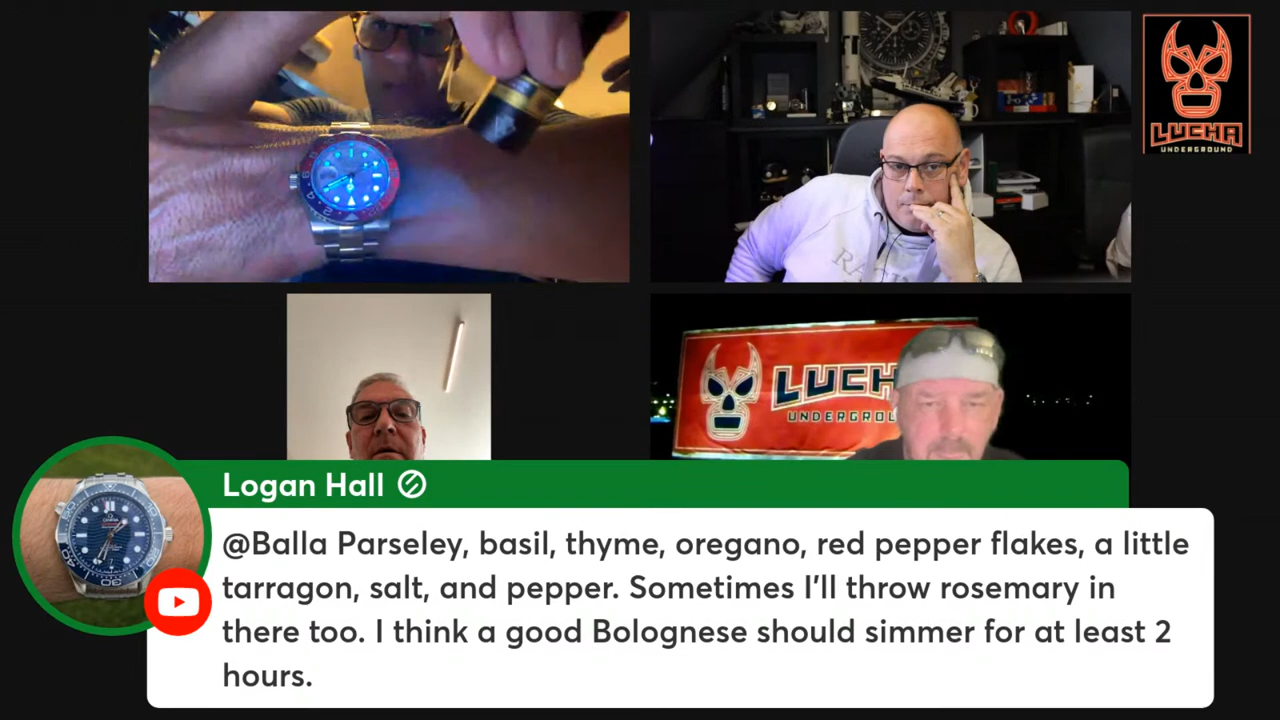 LUCHA
UNDERGROUND
LUCH
UNDERGROU
Logan Hall
@Balla Parseley, basil, thyme, oregano, red pepper flakes, a little
tarragon, salt, and pepper. Sometimes I'll throw rosemary in
there too. I think a good Bolognese should simmer for at least 2
hours.